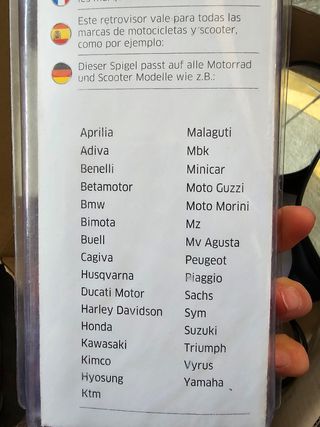 Este retrovisor vale para todas las
marcas de motocicletas y scooter,
como por ejemplo:
Dieser Spigel passt auf alle Motorrad
und Scooter Modelle wie z.B.:
Aprilia
Adiva
Benelli
Betamotor
Bmw
Bimota
Buell
Cagiva
Husqvarna
Ducati Motor
Harley Davidson
Honda
Kawasaki
Kimco
Hyosung
Ktm
Malaguti
Mbk
Minicar
Moto Guzzi
Moto Morini
Mz
Mv Agusta
Peugeot
Piaggio
Sachs
Sym
Suzuki
Triumph
Vyrus
Yamaha